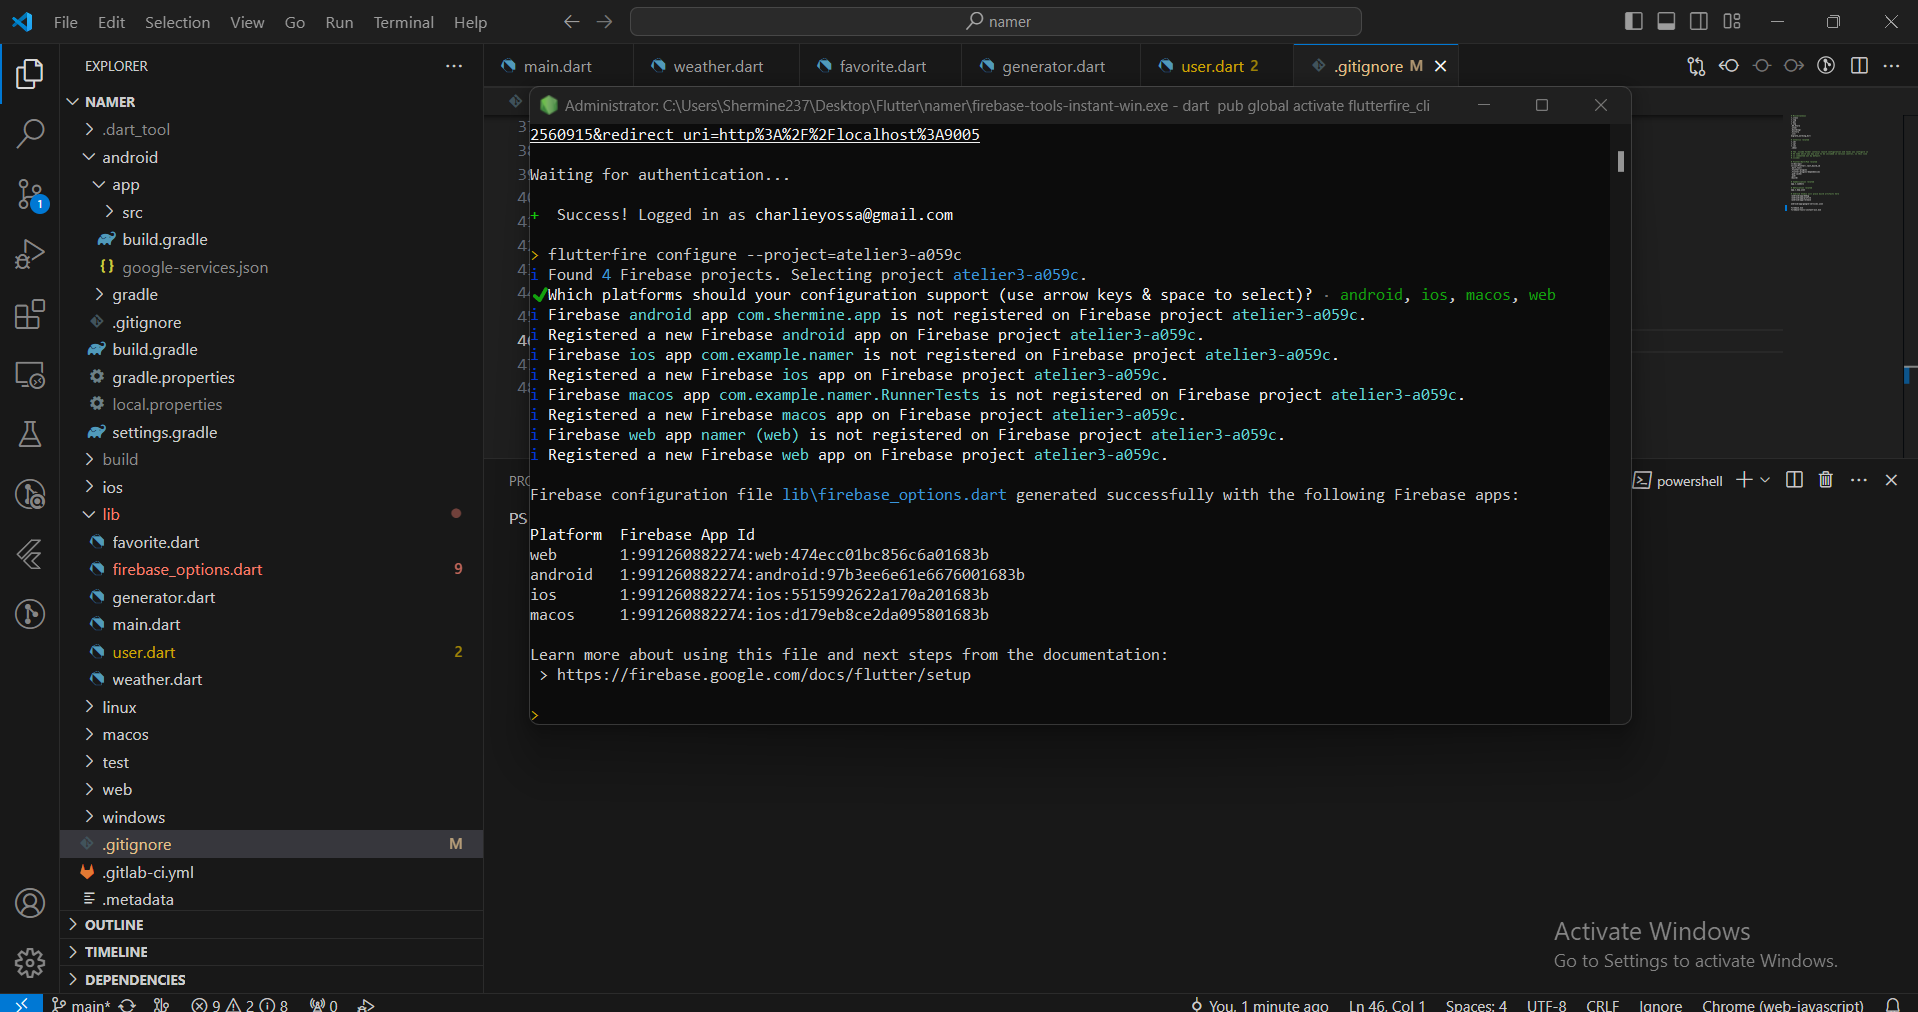 File Edit Selection View Go Run Terminal Help
namer
EXPLORER
NAMER
.dart_tool
android
app
src
build.gradle
google-services.json
gradle
.gitignore
build.gradle
gradle.properties
local.properties
settings.gradle
build
ios
lib
favorite.dart
firebase_options.dart 9
generator.dart
main.dart
user.dart 2
weather.dart
linux
macos
test
web
windows
.gitignore M
.gitlab-ci.yml
.metadata
OUTLINE
TIMELINE
DEPENDENCIES
1
main.dart weather.dart favorite.dart generator.dart user.dart 2 .gitignore M
Administrator: C:\Users\Shermine237\Desktop\Flutter\namer\firebase-tools-instant-win.exe - dart pub global activate flutterfire_cli
2560915&redirect_uri=http%3A%2F%2Flocalhost%3A9005
Waiting for authentication...
+ Success! Logged in as charlieyossa@gmail.com
> flutterfire configure --project=atelier3-a059c
i Found 4 Firebase projects. Selecting project atelier3-a059c.
✔Which platforms should your configuration support (use arrow keys & space to select)? · android, ios, macos, web
i Firebase android app com.shermine.app is not registered on Firebase project atelier3-a059c.
i Registered a new Firebase android app on Firebase project atelier3-a059c.
i Firebase ios app com.example.namer is not registered on Firebase project atelier3-a059c.
i Registered a new Firebase ios app on Firebase project atelier3-a059c.
i Firebase macos app com.example.namer.RunnerTests is not registered on Firebase project atelier3-a059c.
i Registered a new Firebase macos app on Firebase project atelier3-a059c.
i Firebase web app namer (web) is not registered on Firebase project atelier3-a059c.
i Registered a new Firebase web app on Firebase project atelier3-a059c.
Firebase configuration file lib\firebase_options.dart generated successfully with the following Firebase apps:
Platform Firebase App Id
web 1:991260882274:web:474ecc01bc856c6a01683b
android 1:991260882274:android:97b3ee6e61e6676001683b
ios 1:991260882274:ios:5515992622a170a201683b
macos 1:991260882274:ios:d179eb8ce2da095801683b
Learn more about using this file and next steps from the documentation:
> https://firebase.google.com/docs/flutter/setup
>
PS
powershell
Activate Windows
Go to Settings to activate Windows.
main* 9 2 8 0 You, 1 minute ago Ln 46, Col 1 Spaces: 4 UTF-8 CRLF Ignore Chrome (web-javascript)